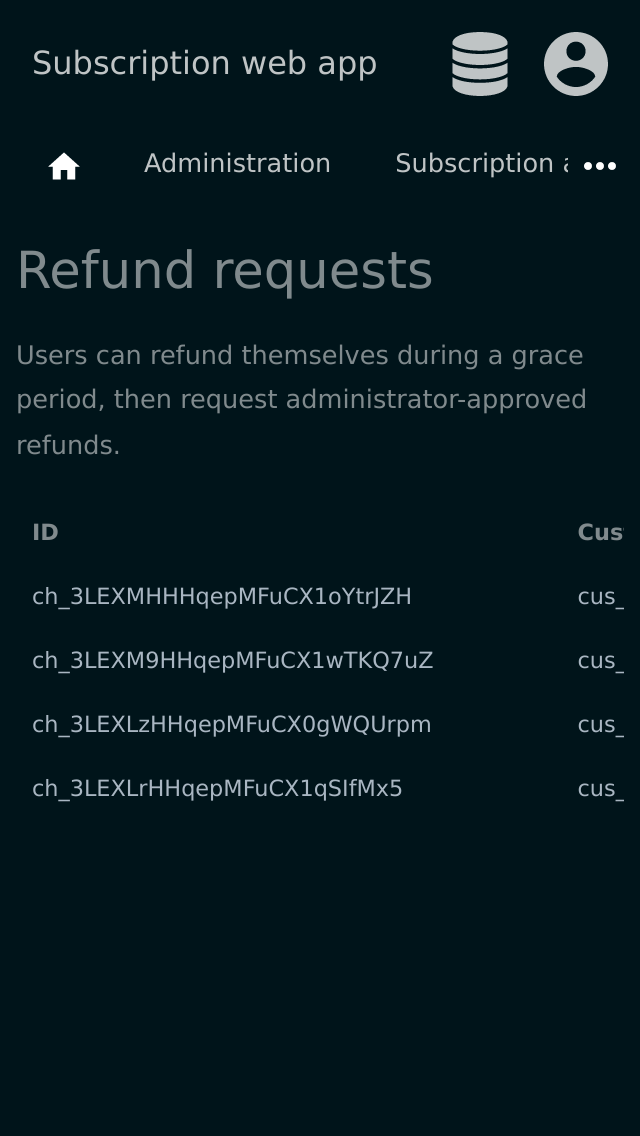 Subscription web app
Administration Subscription
Refund requests
Users can refund themselves during a grace
period, then request administrator-approved
refunds.
ID Cus
ch_3LEXMHHHqepMFuCX1oYtrJZH cus_
ch_3LEXM9HHqepMFuCX1wTKQ7uZ cus_
ch_3LEXLzHHqepMFuCX0gWQUrpm cus_
ch_3LEXLrHHqepMFuCX1qSIfMx5 cus_